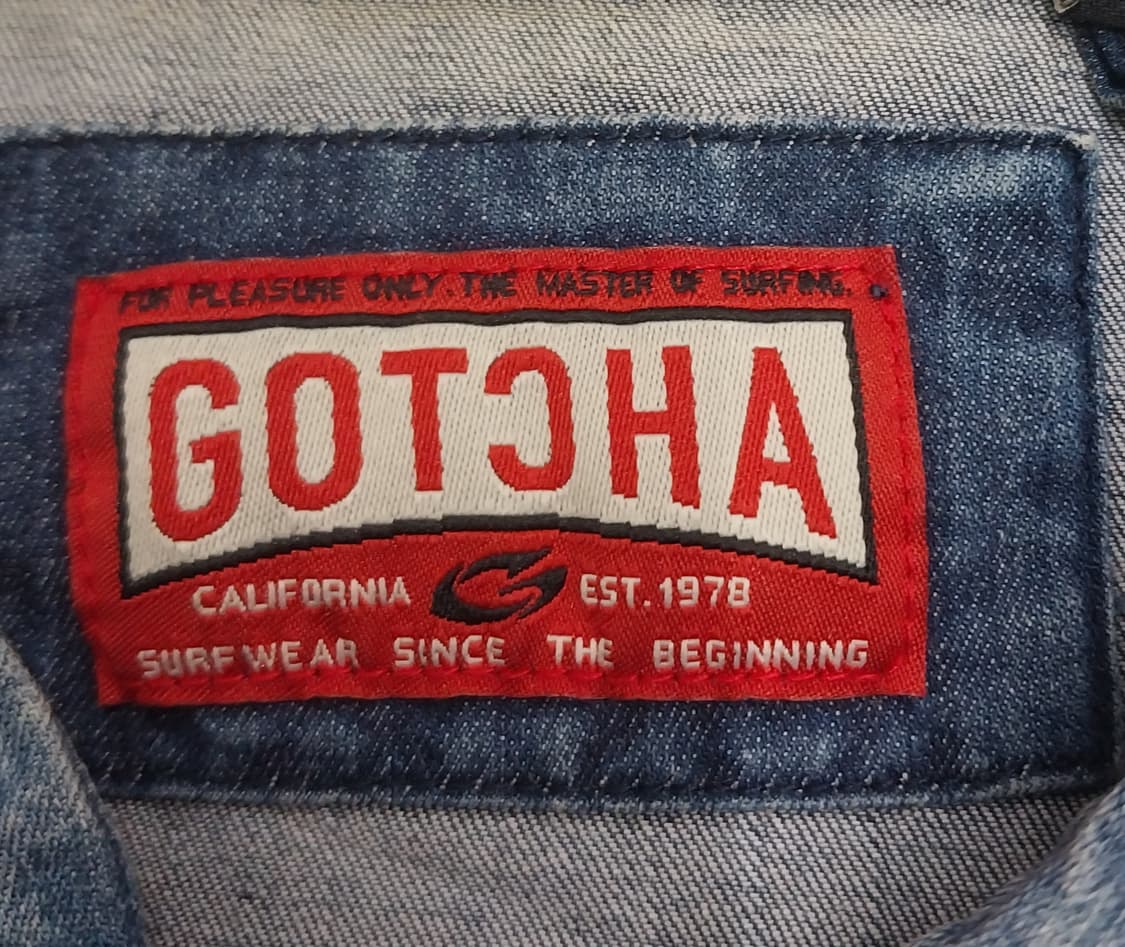 FOR PLEASURE ONLY. THE MASTER OF SURFING.
GOTCHA
CALIFORNIA EST. 1978
SURFWEAR SINCE THE BEGINNING